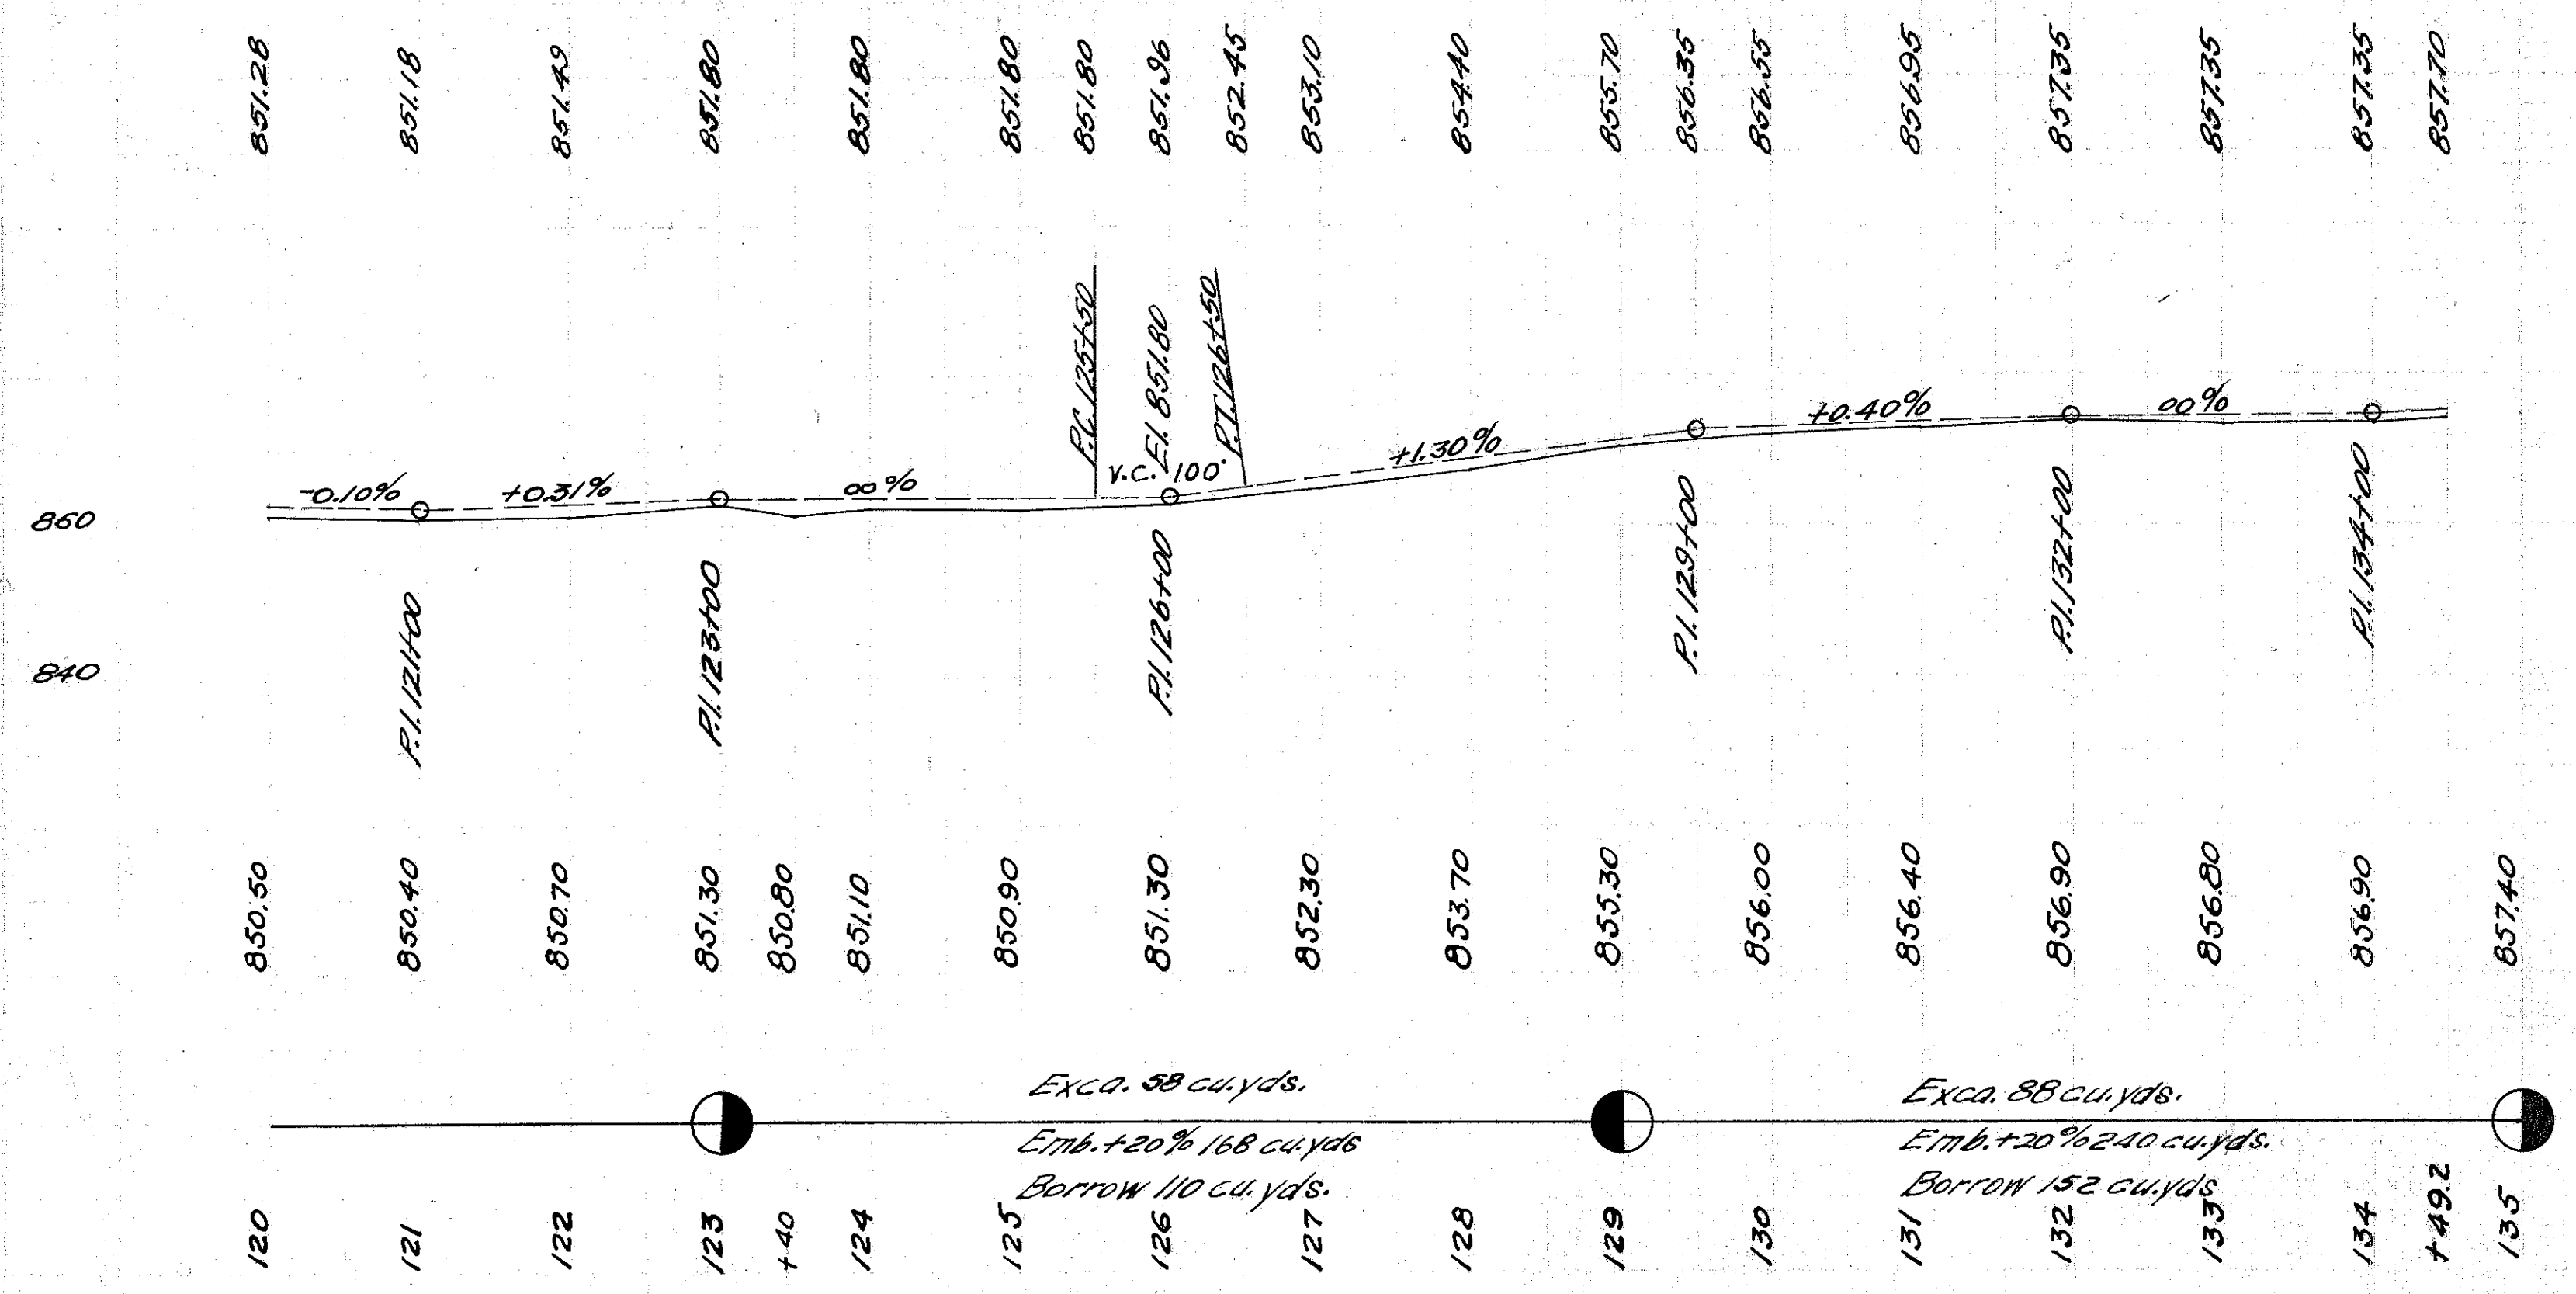 851.28 851.18 851.49 851.80 851.80 851.80 851.80 851.96 852.45 853.10 854.40 855.70 856.35 856.55 856.95 857.35 857.35 857.35 857.70
P.C. 125+50
El. 851.80
P.T. 126+50
-0.10%
+0.31%
00%
V.C. 100'
+1.30%
+0.40%
00%
860
840
P.I. 121+00
P.I. 123+00
P.I. 126+00
P.I. 129+00
P.I. 132+00
P.I. 134+00
850.50 850.40 850.70 851.30 850.80 851.10 850.90 851.30 852.30 853.70 855.30 856.00 856.40 856.90 856.80 856.90 857.40
Exca. 58 cu.yds.
Emb.+20% 168 cu.yds
Borrow 110 cu.yds.
Exca. 88 cu.yds.
Emb.+20% 240 cu.yds.
Borrow 152 cu.yds
120 121 122 123 +40 124 125 126 127 128 129 130 131 132 133 134 +49.2 135